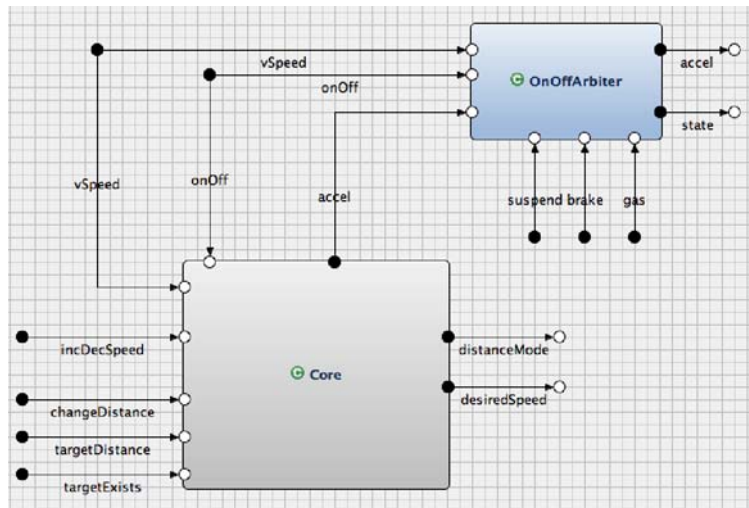 vSpeed
accel
onOff
© OnOffArbiter
state
vSpeed
onOff
accel
suspend brake gas
incDecSpeed
distanceMode
© Core
desiredSpeed
changeDistance
targetDistance
targetExists